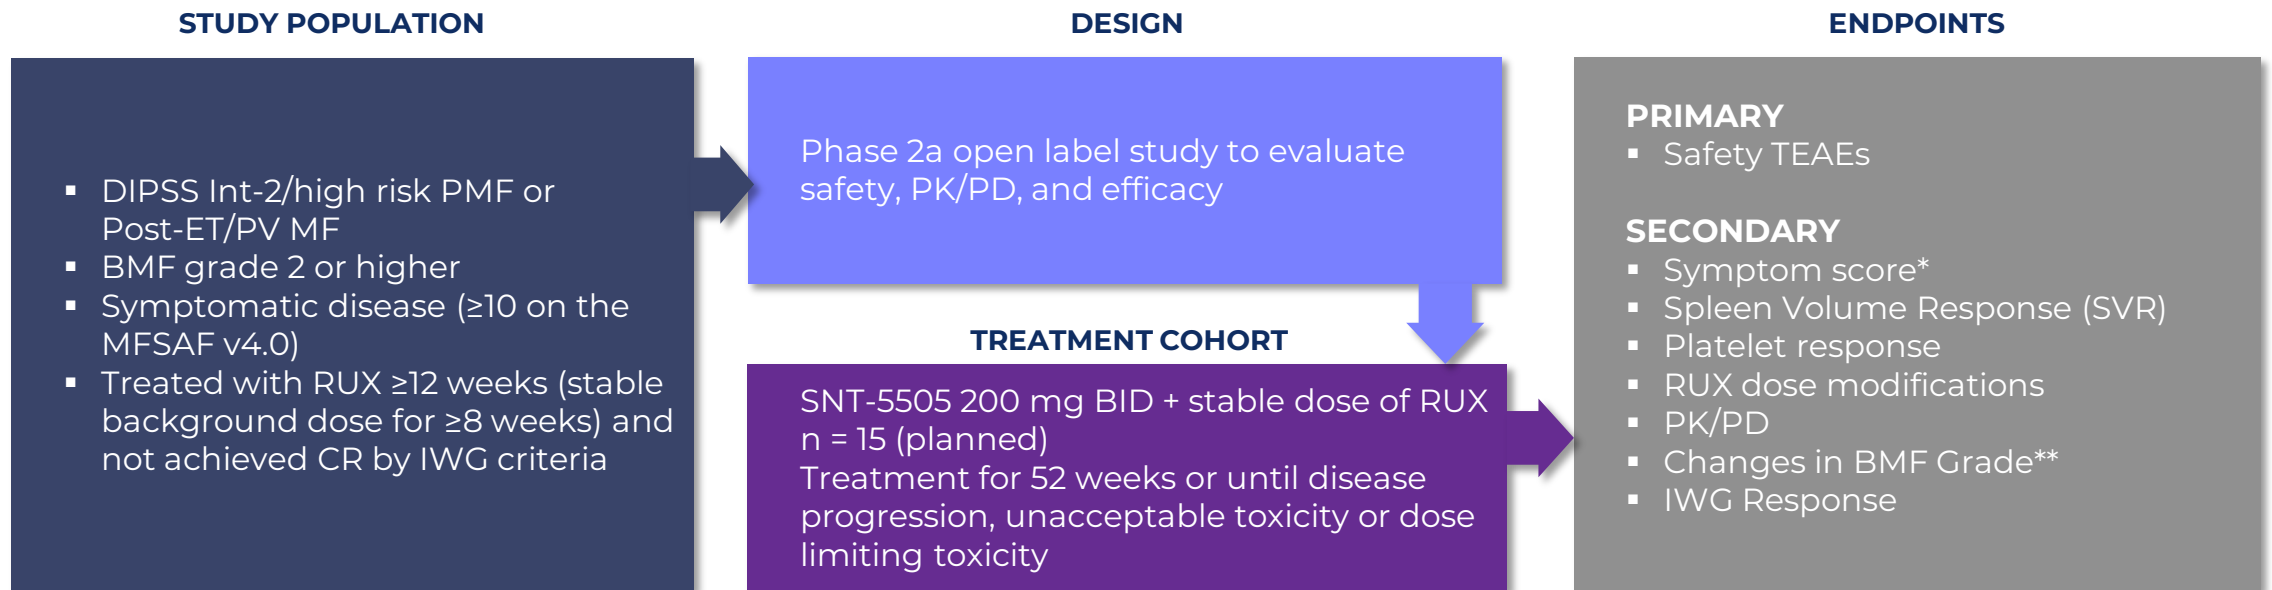 STUDY POPULATION
▪ DIPSS Int-2/high risk PMF or
Post-ET/PV MF
▪ BMF grade 2 or higher
▪ Symptomatic disease (≥10 on the
MFSAF v4.0)
▪ Treated with RUX ≥12 weeks (stable
background dose for ≥8 weeks) and
not achieved CR by IWG criteria
DESIGN
Phase 2a open label study to evaluate
safety, PK/PD, and efficacy
TREATMENT COHORT
SNT-5505 200 mg BID + stable dose of RUX
n = 15 (planned)
Treatment for 52 weeks or until disease
progression, unacceptable toxicity or dose
limiting toxicity
ENDPOINTS
PRIMARY
▪ Safety TEAEs
SECONDARY
▪ Symptom score*
▪ Spleen Volume Response (SVR)
▪ Platelet response
▪ RUX dose modifications
▪ PK/PD
▪ Changes in BMF Grade**
▪ IWG Response